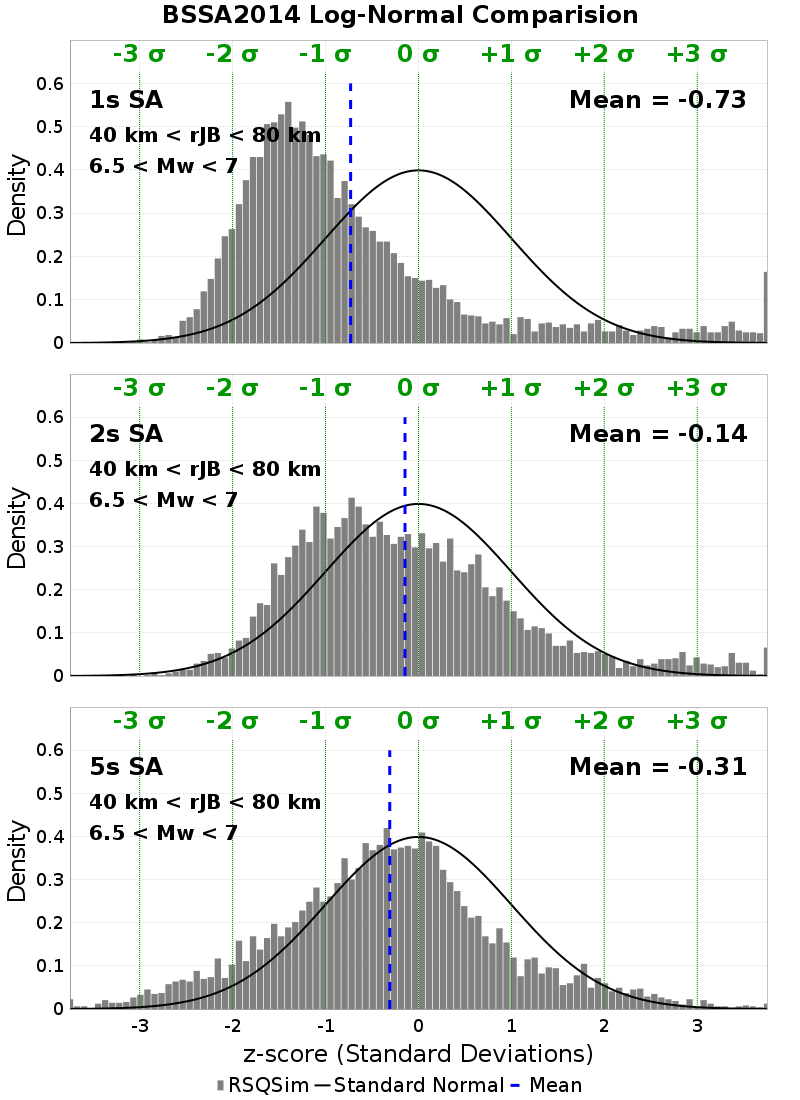 BSSA2014 Log-Normal Comparision
-3 σ -2 σ -1 σ 0 σ +1 σ +2 σ +3 σ
0.6
1s SA Mean = -0.73
0.5
40 km < rJB < 80 km
6.5 < Mw < 7
0.4
Density
0.3
0.2
0.1
0
-3 σ -2 σ -1 σ 0 σ +1 σ +2 σ +3 σ
0.6
2s SA Mean = -0.14
0.5
40 km < rJB < 80 km
6.5 < Mw < 7
0.4
Density
0.3
0.2
0.1
0
-3 σ -2 σ -1 σ 0 σ +1 σ +2 σ +3 σ
0.6
5s SA Mean = -0.31
0.5
40 km < rJB < 80 km
6.5 < Mw < 7
0.4
Density
0.3
0.2
0.1
0
-3 -2 -1 0 1 2 3
z-score (Standard Deviations)
RSQSim Standard Normal Mean